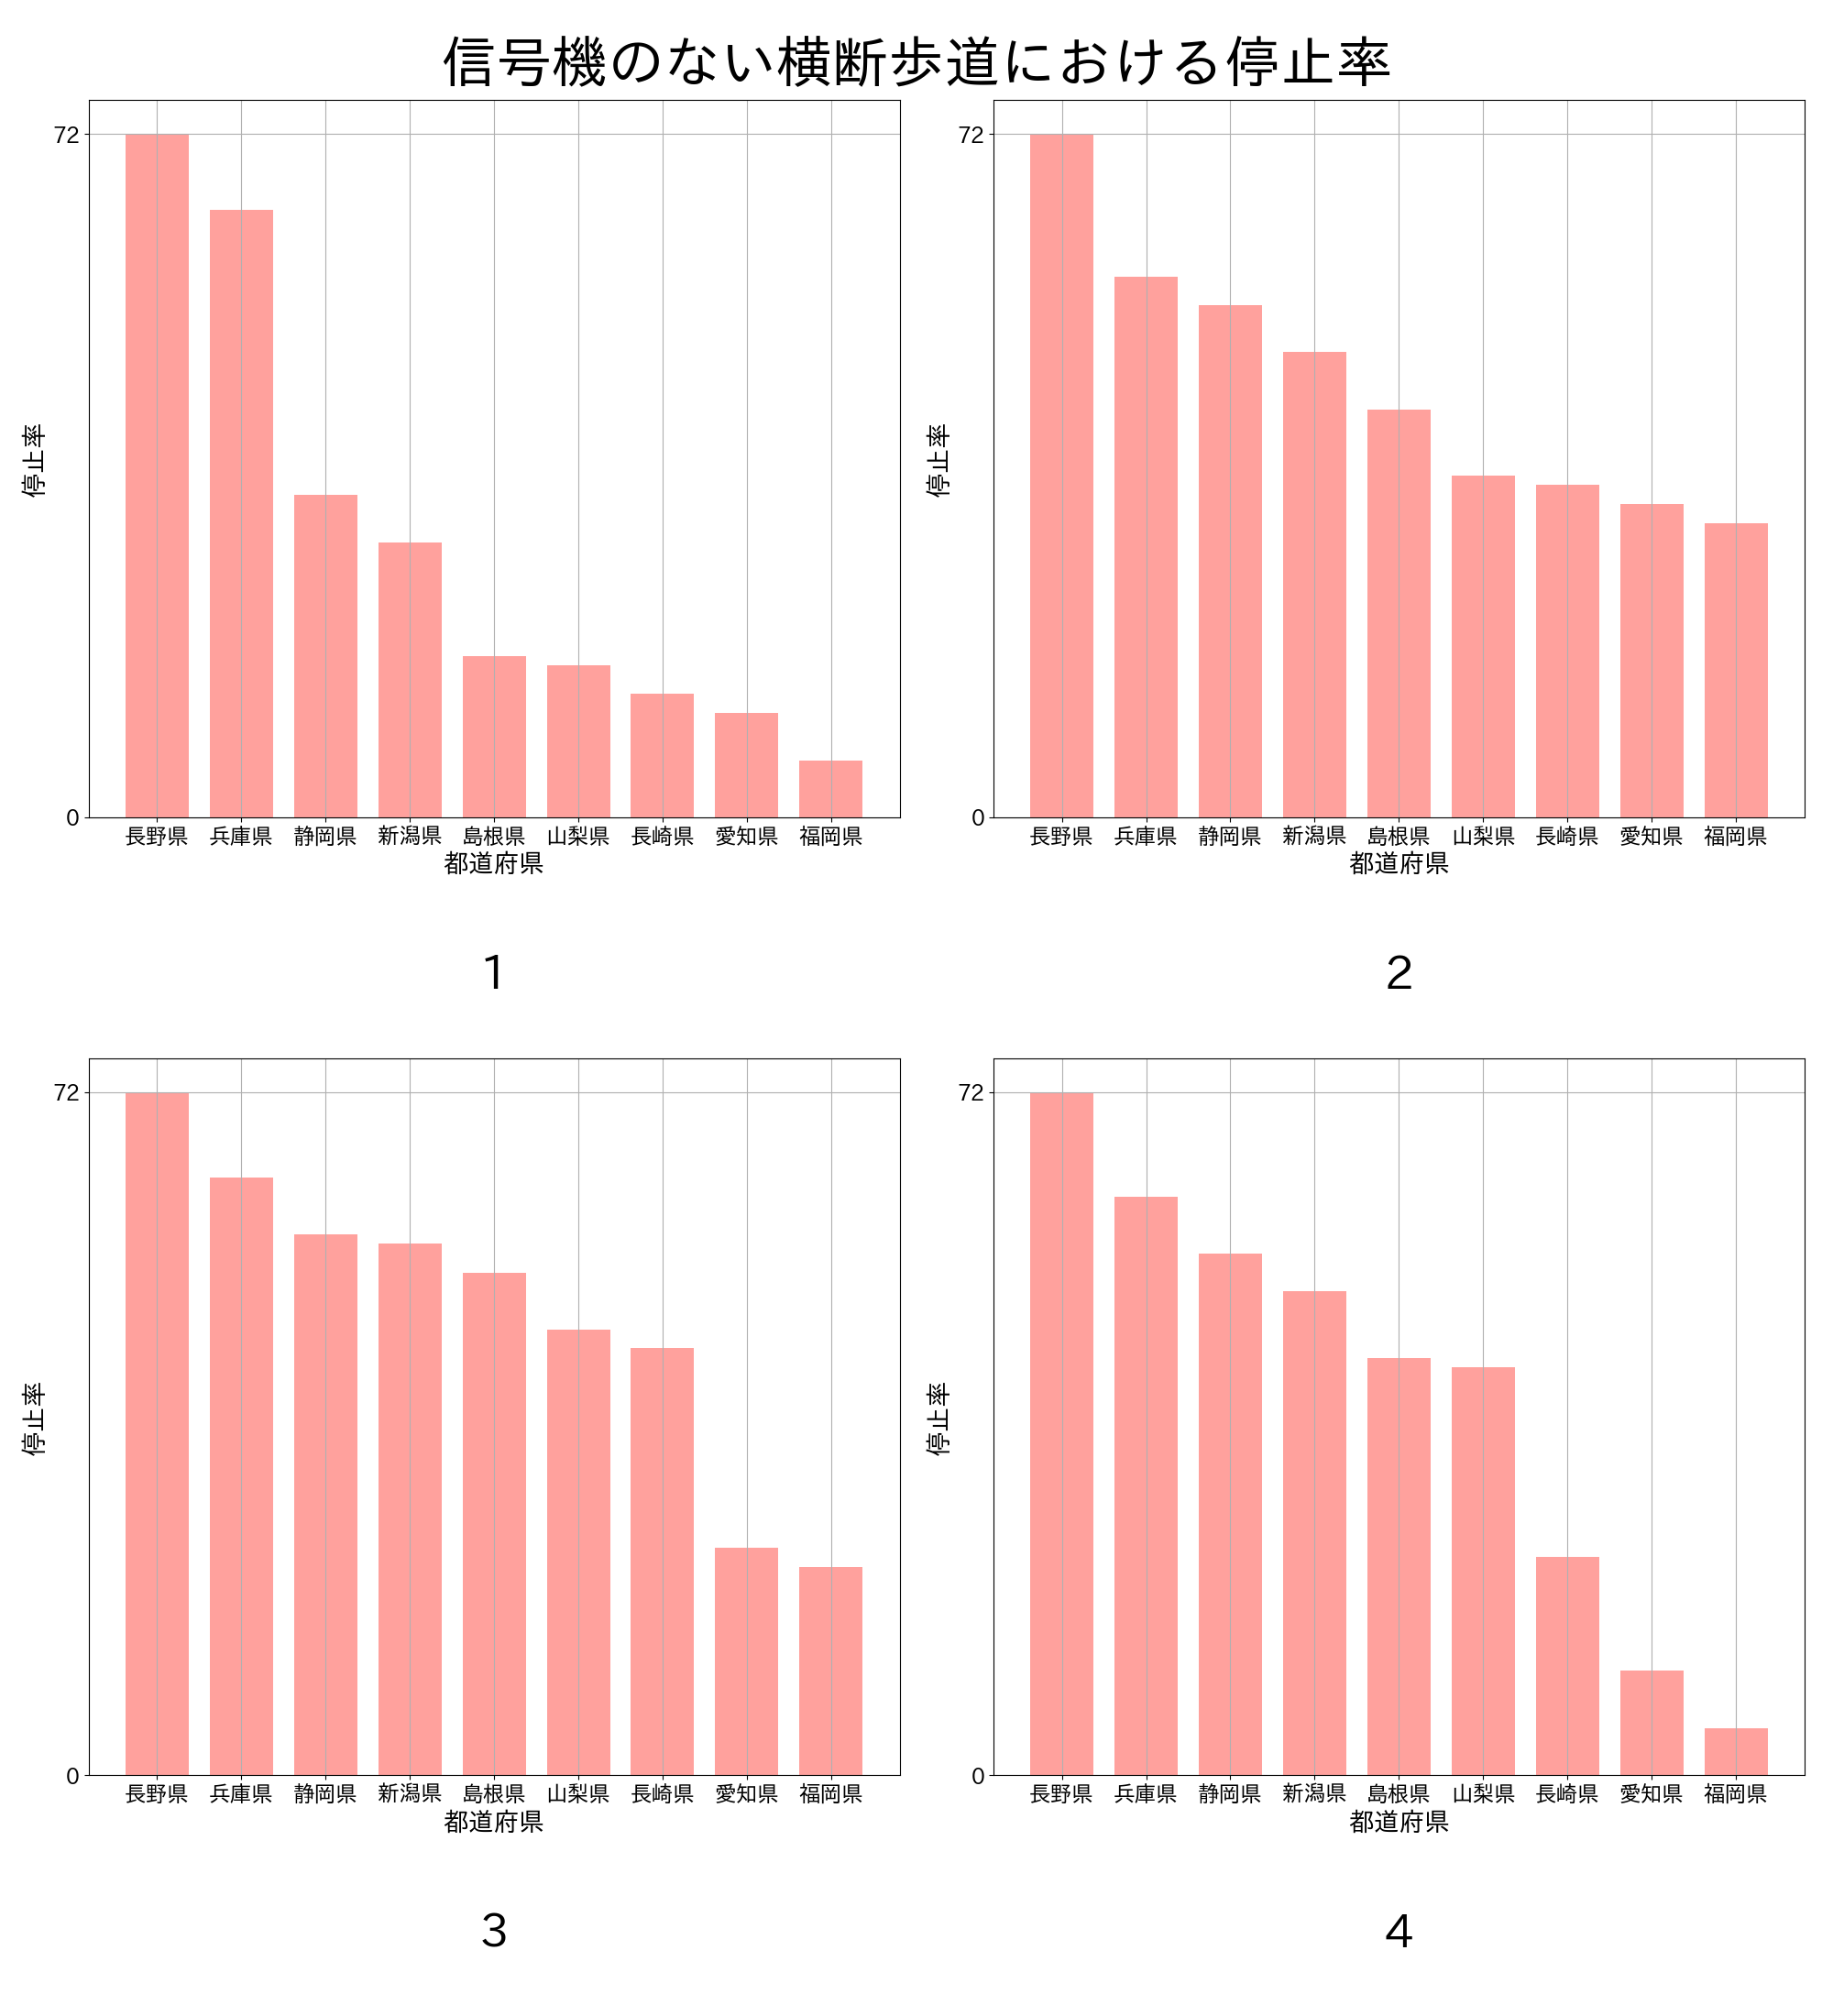 信号機のない横断歩道における停止率
72
0
停止率
長野県 兵庫県 静岡県 新潟県 島根県 山梨県 長崎県 愛知県 福岡県
都道府県
1
72
0
停止率
長野県 兵庫県 静岡県 新潟県 島根県 山梨県 長崎県 愛知県 福岡県
都道府県
2
72
0
停止率
長野県 兵庫県 静岡県 新潟県 島根県 山梨県 長崎県 愛知県 福岡県
都道府県
3
72
0
停止率
長野県 兵庫県 静岡県 新潟県 島根県 山梨県 長崎県 愛知県 福岡県
都道府県
4